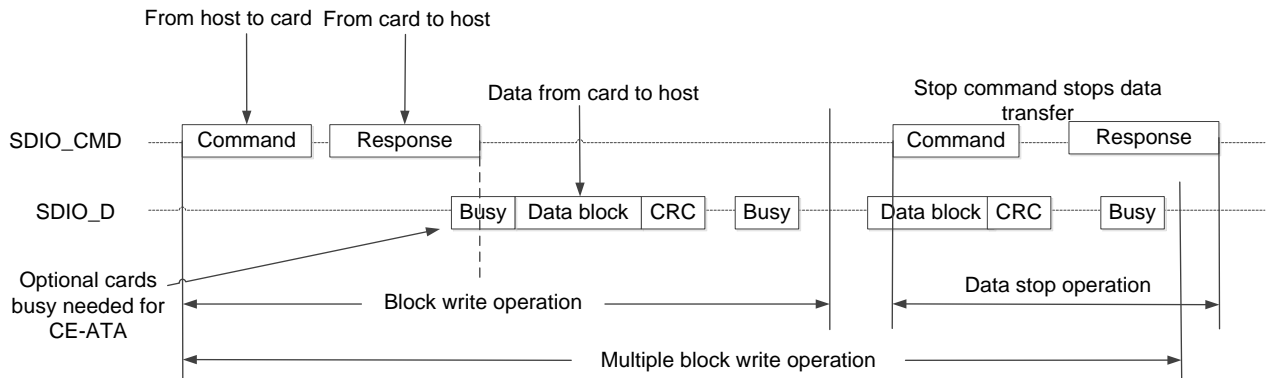 From host to card
From card to host
Data from card to host
Stop command stops data
transfer
SDIO_CMD
Command
Response
Command
Response
SDIO_D
Busy
Data block
CRC
Busy
Data block
CRC
Busy
Optional cards
busy needed for
CE-ATA
Block write operation
Data stop operation
Multiple block write operation